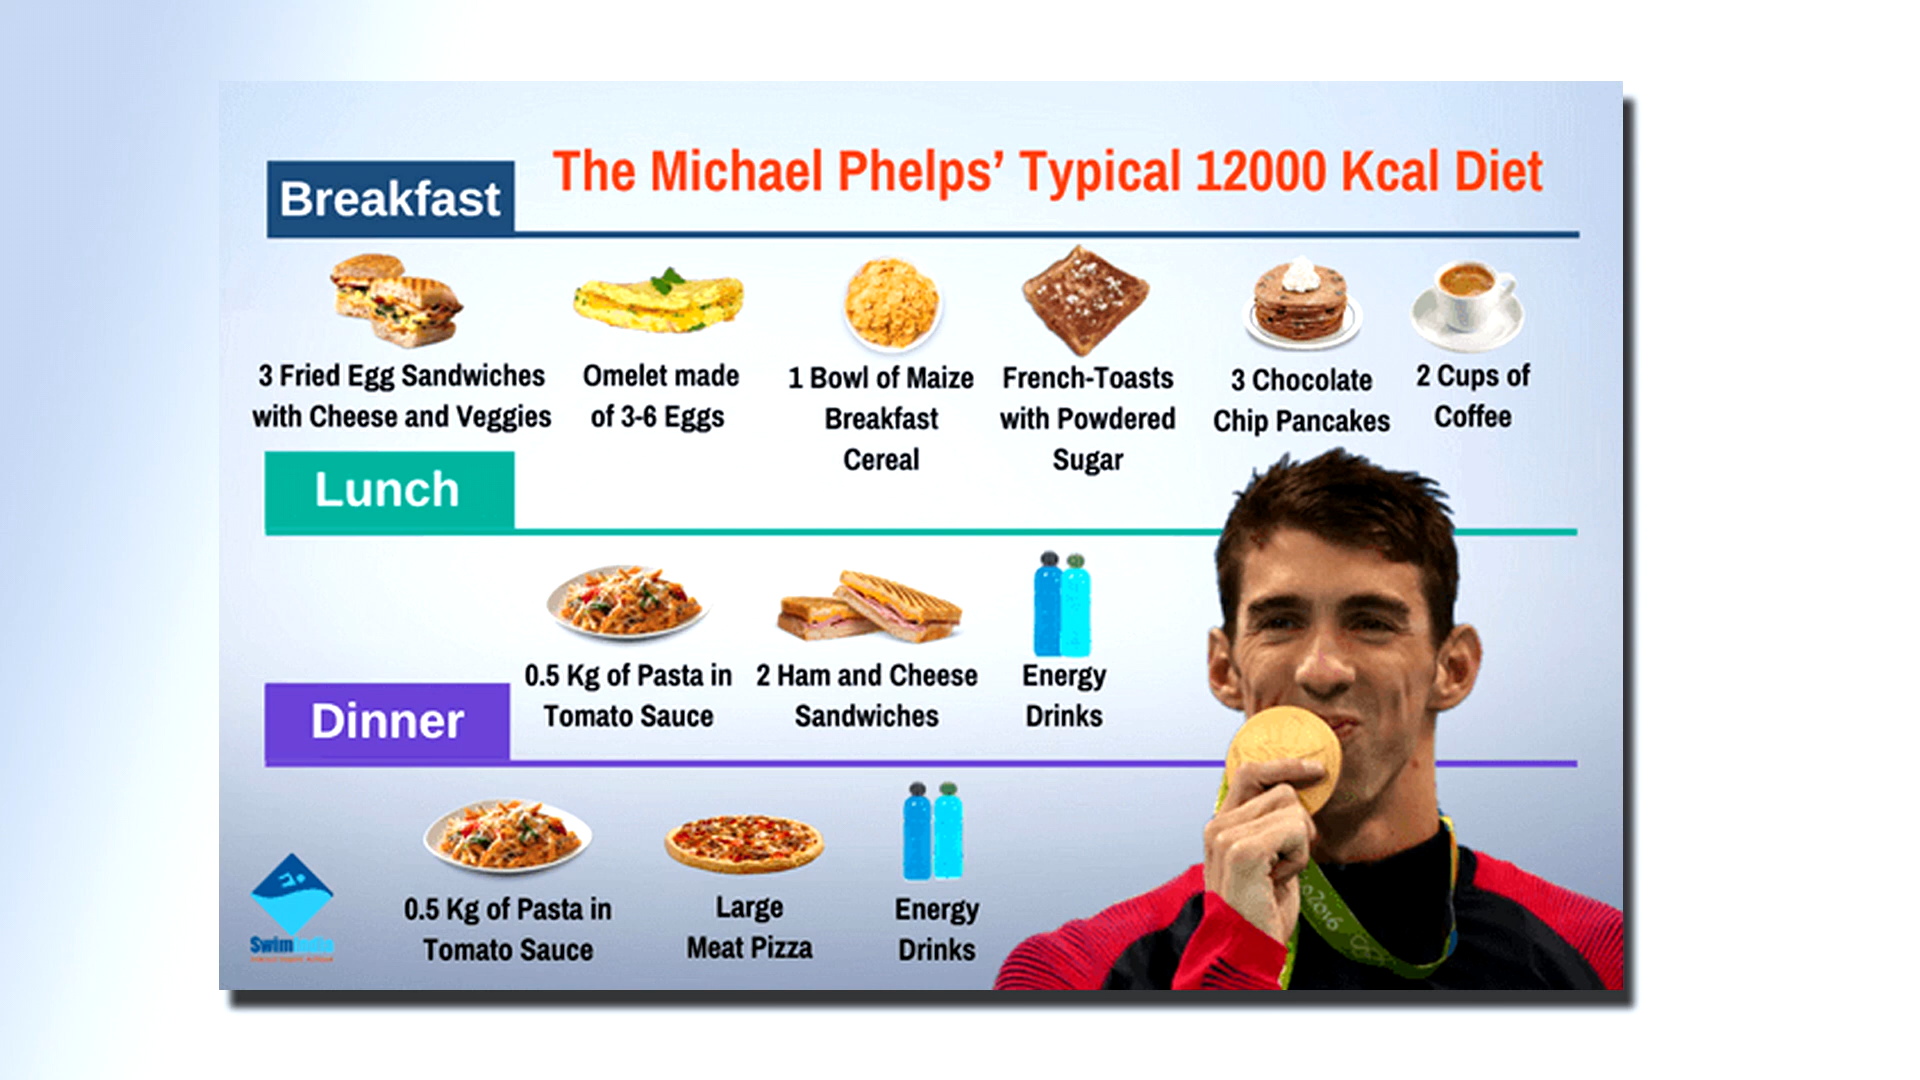 The Michael Phelps’ Typical 12000 Kcal Diet
Breakfast
3 Fried Egg Sandwiches
with Cheese and Veggies
Omelet made
of 3-6 Eggs
1 Bowl of Maize
Breakfast
Cereal
French-Toasts
with Powdered
Sugar
3 Chocolate
Chip Pancakes
2 Cups of
Coffee
Lunch
0.5 Kg of Pasta in
Tomato Sauce
2 Ham and Cheese
Sandwiches
Energy
Drinks
Dinner
0.5 Kg of Pasta in
Tomato Sauce
Large
Meat Pizza
Energy
Drinks
SwimIndia
2016